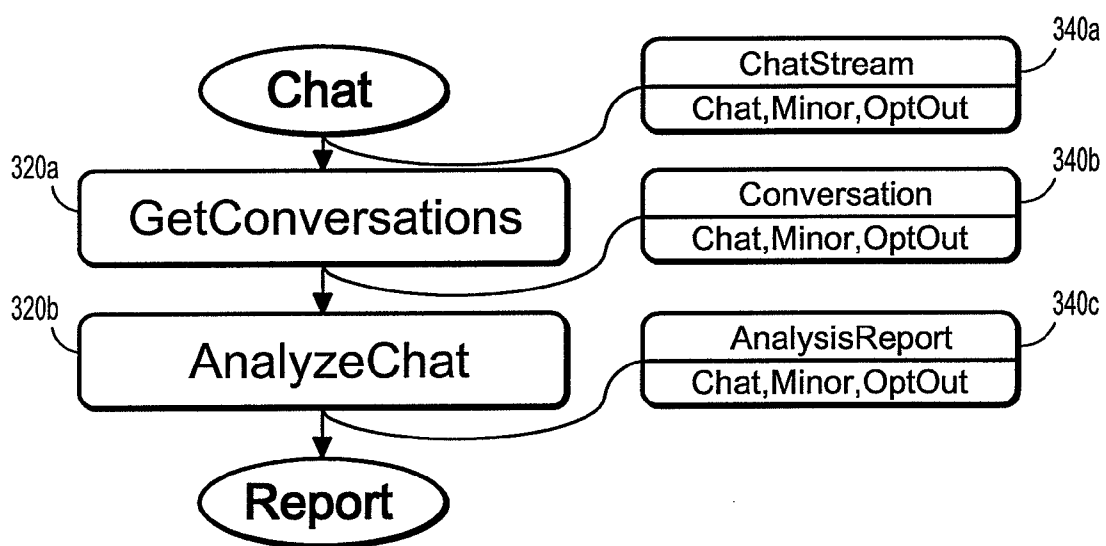 340a
Chat
ChatStream
Chat,Minor,OptOut
320a
GetConversations
340b
Conversation
Chat,Minor,OptOut
320b
AnalyzeChat
340c
AnalysisReport
Chat,Minor,OptOut
Report